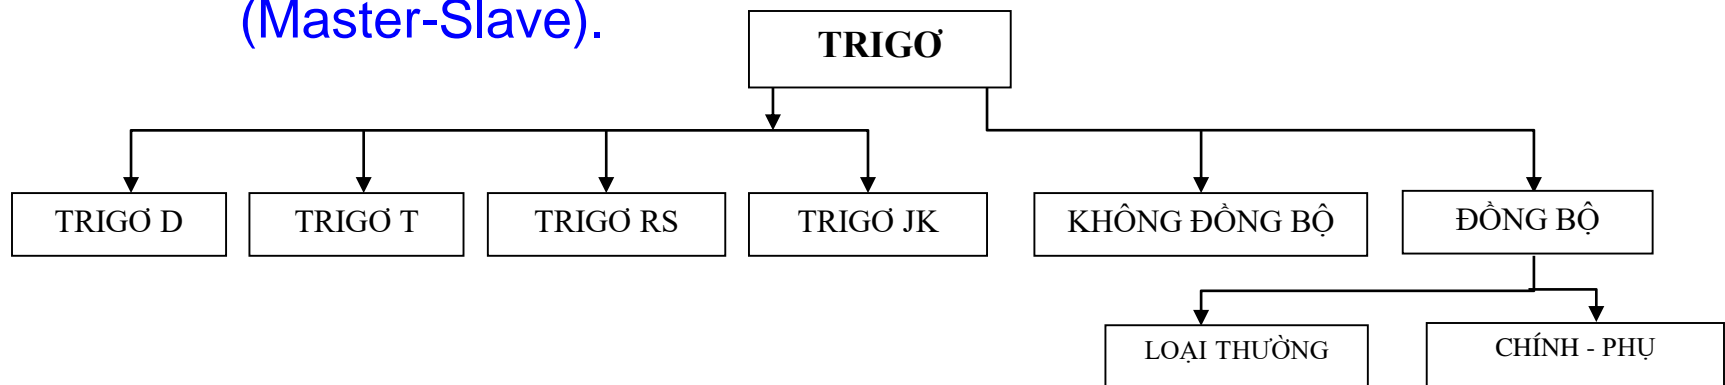 (Master-Slave).
TRIGƠ
TRIGƠ D
TRIGƠ T
TRIGƠ RS
TRIGƠ JK
KHÔNG ĐỒNG BỘ
ĐỒNG BỘ
LOẠI THƯỜNG
CHÍNH - PHỤ